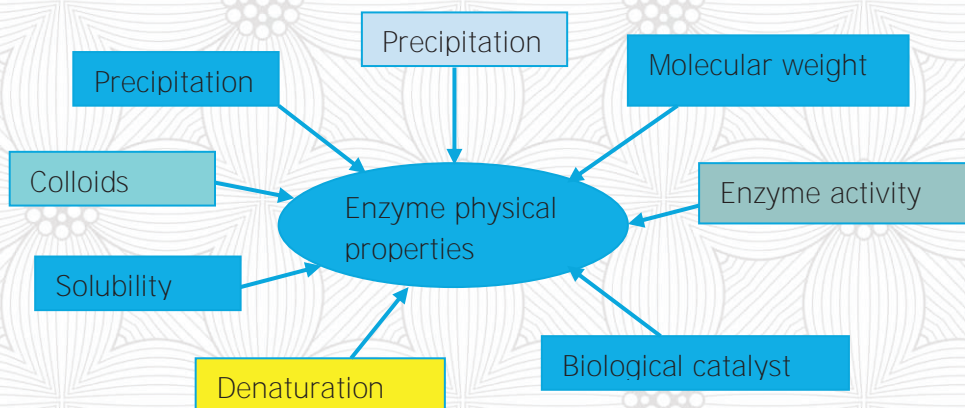 Precipitation
Precipitation
Molecular weight
Colloids
Enzyme activity
Enzyme physical
properties
Solubility
Biological catalyst
Denaturation